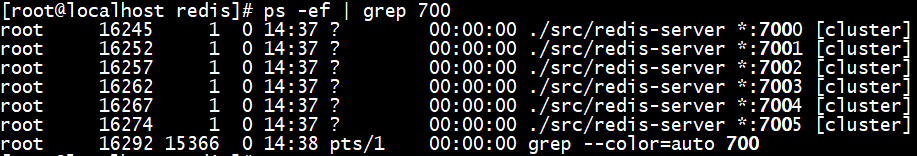 [root@localhost redis]# ps -ef | grep 700
root 16245 1 0 14:37 ? 00:00:00 ./src/redis-server *:7000 [cluster]
root 16252 1 0 14:37 ? 00:00:00 ./src/redis-server *:7001 [cluster]
root 16257 1 0 14:37 ? 00:00:00 ./src/redis-server *:7002 [cluster]
root 16262 1 0 14:37 ? 00:00:00 ./src/redis-server *:7003 [cluster]
root 16267 1 0 14:37 ? 00:00:00 ./src/redis-server *:7004 [cluster]
root 16274 1 0 14:37 ? 00:00:00 ./src/redis-server *:7005 [cluster]
root 16292 15366 0 14:38 pts/1 00:00:00 grep --color=auto 700